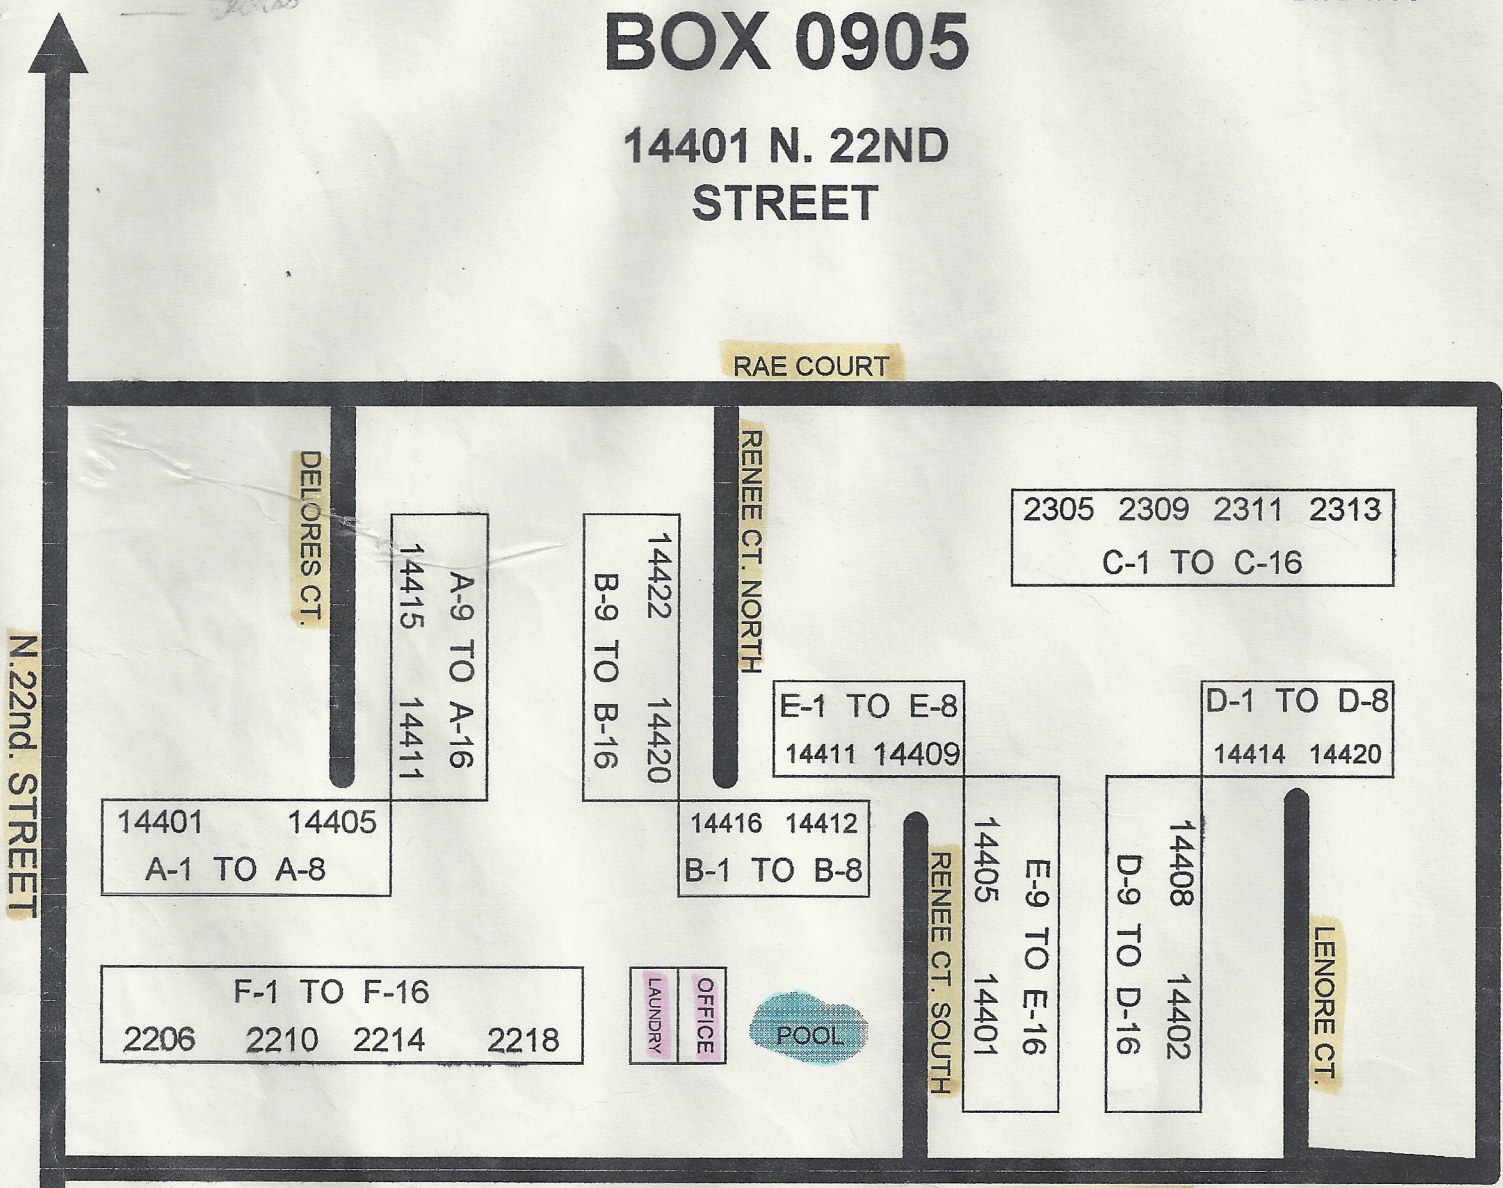 BOX 0905
14401 N. 22ND
STREET
RAE COURT
DELORES CT.
RENEE CT. NORTH
N.22nd. STREET
14415 14411
A-9 TO A-16
B-9 TO B-16
14422 14420
2305 2309 2311 2313
C-1 TO C-16
E-1 TO E-8
14411 14409
D-1 TO D-8
14414 14420
14401 14405
A-1 TO A-8
14416 14412
B-1 TO B-8
RENEE CT. SOUTH
14405 14401
E-9 TO E-16
D-9 TO D-16
14408 14402
LENORE CT.
F-1 TO F-16
2206 2210 2214 2218
LAUNDRY
OFFICE
POOL